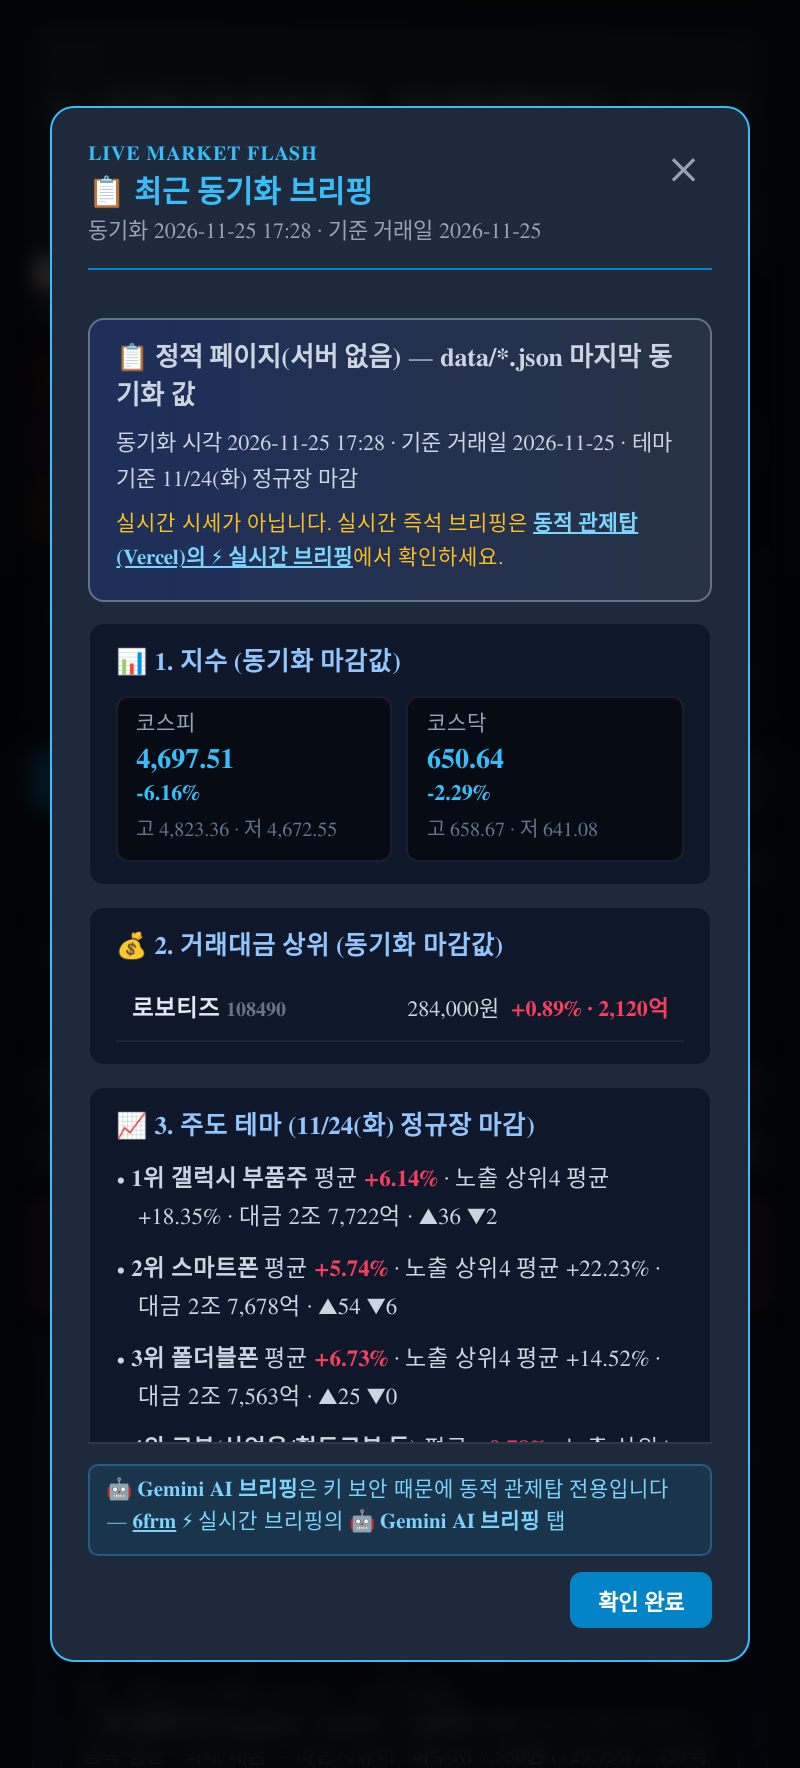 LIVE MARKET FLASH
📋 최근 동기화 브리핑
동기화 2026-11-25 17:28 · 기준 거래일 2026-11-25
📋 정적 페이지(서버 없음) — data/*.json 마지막 동
기화 값
동기화 시각 2026-11-25 17:28 · 기준 거래일 2026-11-25 · 테마
기준 11/24(화) 정규장 마감
실시간 시세가 아닙니다. 실시간 즉석 브리핑은 동적 관제탑
(Vercel)의 ⚡ 실시간 브리핑에서 확인하세요.
📊 1. 지수 (동기화 마감값)
코스피
4,697.51
-6.16%
고 4,823.36 · 저 4,672.55
코스닥
650.64
-2.29%
고 658.67 · 저 641.08
💰 2. 거래대금 상위 (동기화 마감값)
로보티즈 108490 284,000원 +0.89% · 2,120억
📈 3. 주도 테마 (11/24(화) 정규장 마감)
• 1위 갤럭시 부품주 평균 +6.14% · 노출 상위4 평균
+18.35% · 대금 2조 7,722억 · ▲36 ▼2
• 2위 스마트폰 평균 +5.74% · 노출 상위4 평균 +22.23% ·
대금 2조 7,678억 · ▲54 ▼6
• 3위 폴더블폰 평균 +6.73% · 노출 상위4 평균 +14.52% ·
대금 2조 7,563억 · ▲25 ▼0
🤖 Gemini AI 브리핑은 키 보안 때문에 동적 관제탑 전용입니다
— 6frm ⚡ 실시간 브리핑의 🤖 Gemini AI 브리핑 탭
확인 완료